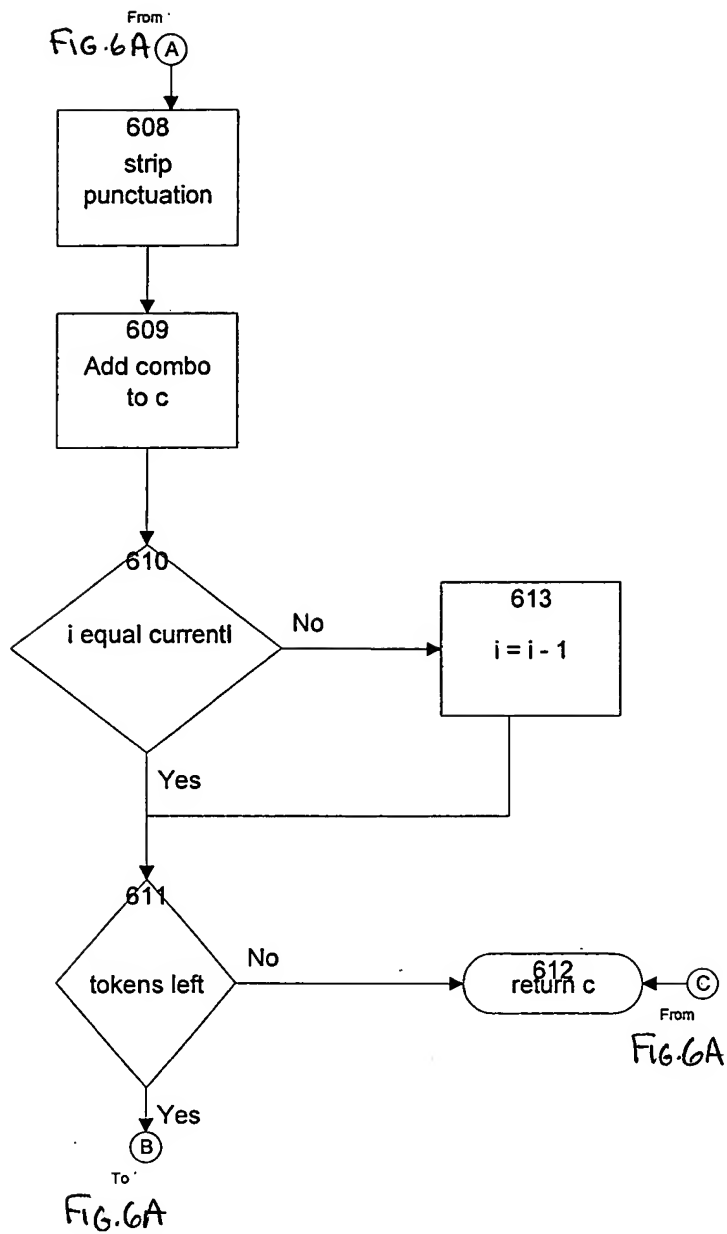 From
FIG.6A A
608
strip
punctuation
609
Add combo
to c
610
i equal currentI
No
613
i = i - 1
Yes
611
tokens left
No
612
return c
C
From
FIG.6A
Yes
B
To
FIG.6A